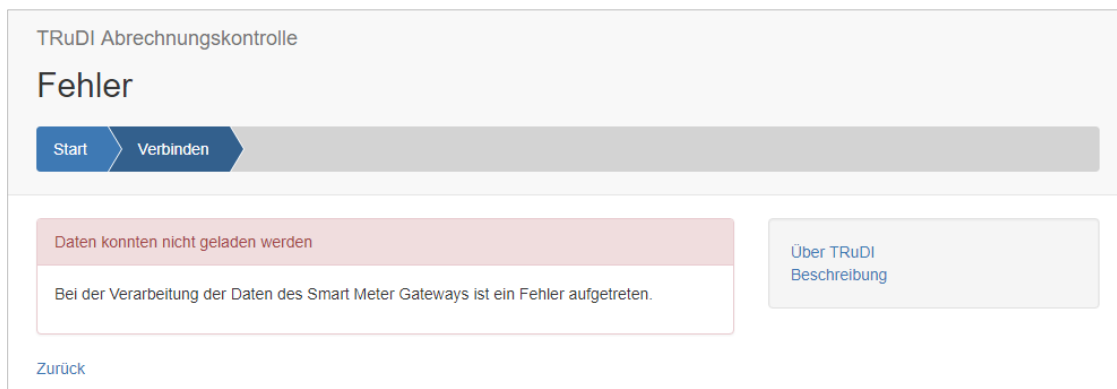 TRuDI Abrechnungskontrolle
Fehler
Start
Verbinden
Daten konnten nicht geladen werden
Bei der Verarbeitung der Daten des Smart Meter Gateways ist ein Fehler aufgetreten.
Über TRuDI
Beschreibung
Zurück